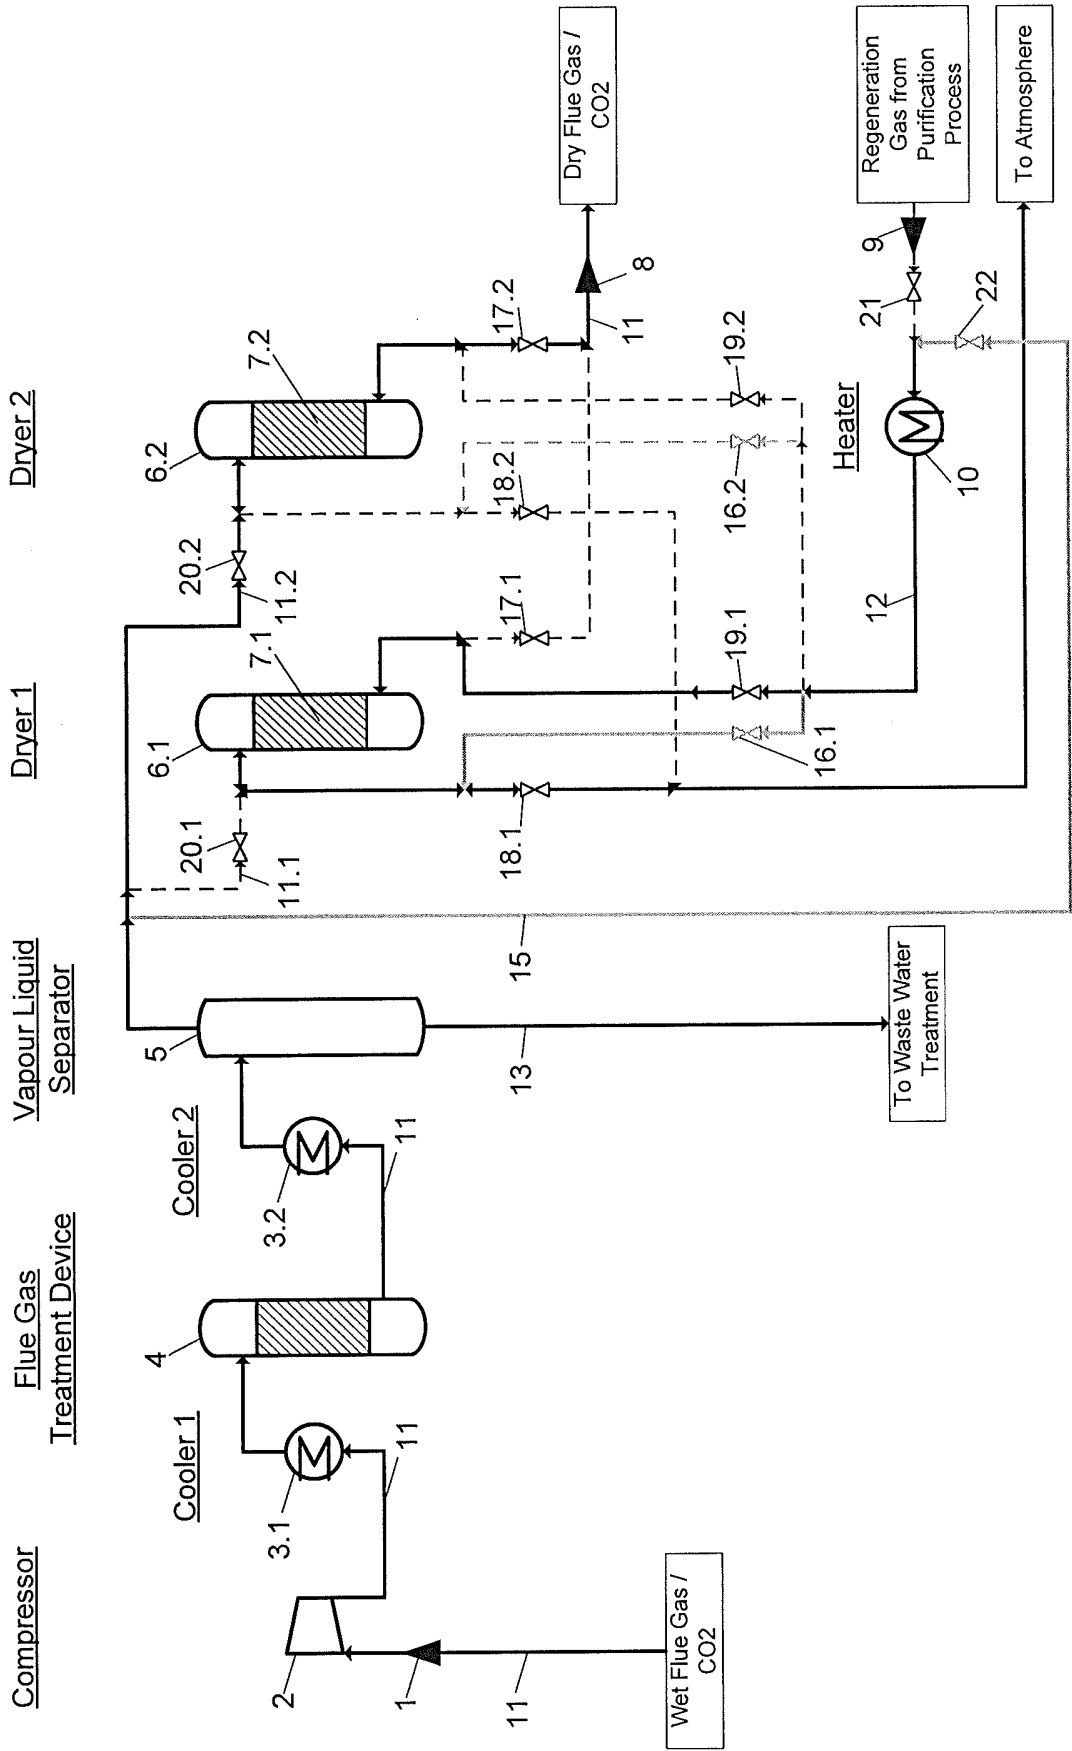 Compressor
Flue Gas
Treatment Device
Vapour Liquid
Separator
Dryer 1
Dryer 2
Cooler 1
Cooler 2
Heater
Wet Flue Gas /
CO2
To Waste Water
Treatment
Dry Flue Gas /
CO2
Regeneration
Gas from
Purification
Process
To Atmosphere
1
2
11
3.1
11
4
3.2
11
5
13
15
11.1
20.1
6.1
7.1
18.1
16.1
19.1
17.1
11.2
20.2
6.2
7.2
18.2
16.2
19.2
17.2
11
8
12
10
21
9
22